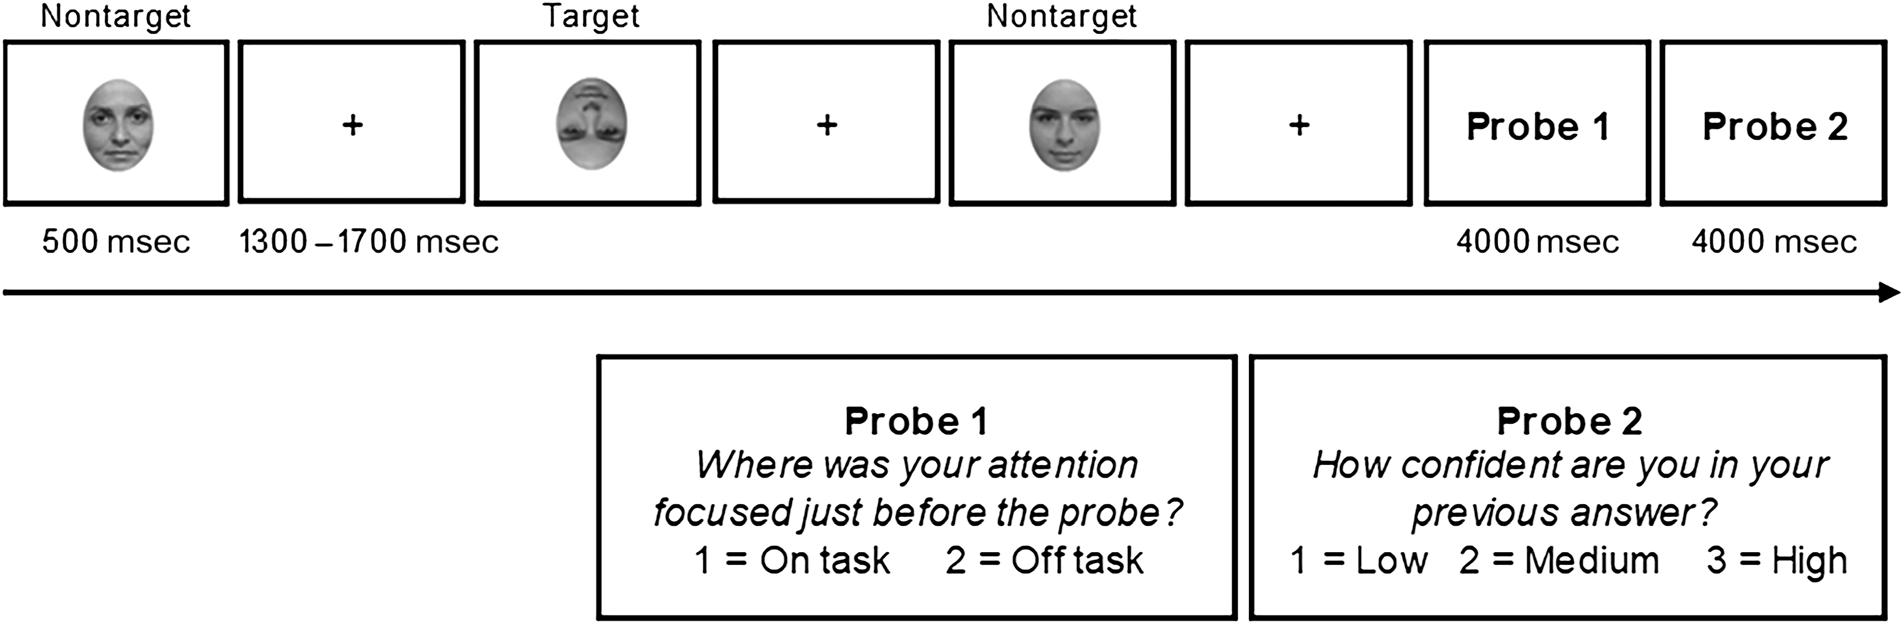 Nontarget Target Nontarget
+ + + Probe 1 Probe 2
500 msec 1300 – 1700 msec 4000 msec 4000 msec
Probe 1
Where was your attention
focused just before the probe?
1 = On task 2 = Off task
Probe 2
How confident are you in your
previous answer?
1 = Low 2 = Medium 3 = High